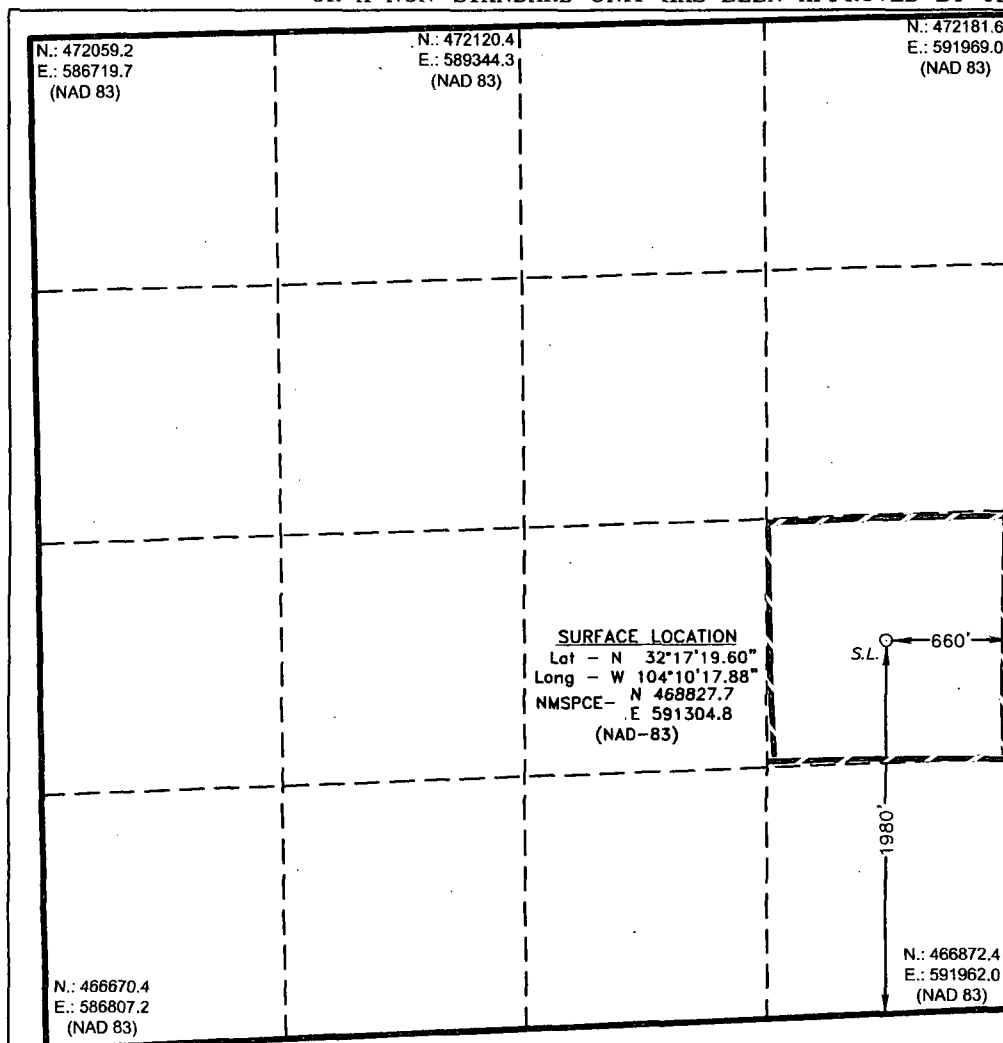 N.: 472059.2
E.: 586719.7
(NAD 83)
N.: 472120.4
E.: 589344.3
(NAD 83)
N.: 472181.6
E.: 591969.0
(NAD 83)
SURFACE LOCATION
Lat - N 32°17'19.60"
Long - W 104°10'17.88"
NMSPCE- N 468827.7
E 591304.8
(NAD-83)
S.L.
660'
1980'
N.: 466670.4
E.: 586807.2
(NAD 83)
N.: 466872.4
E.: 591962.0
(NAD 83)